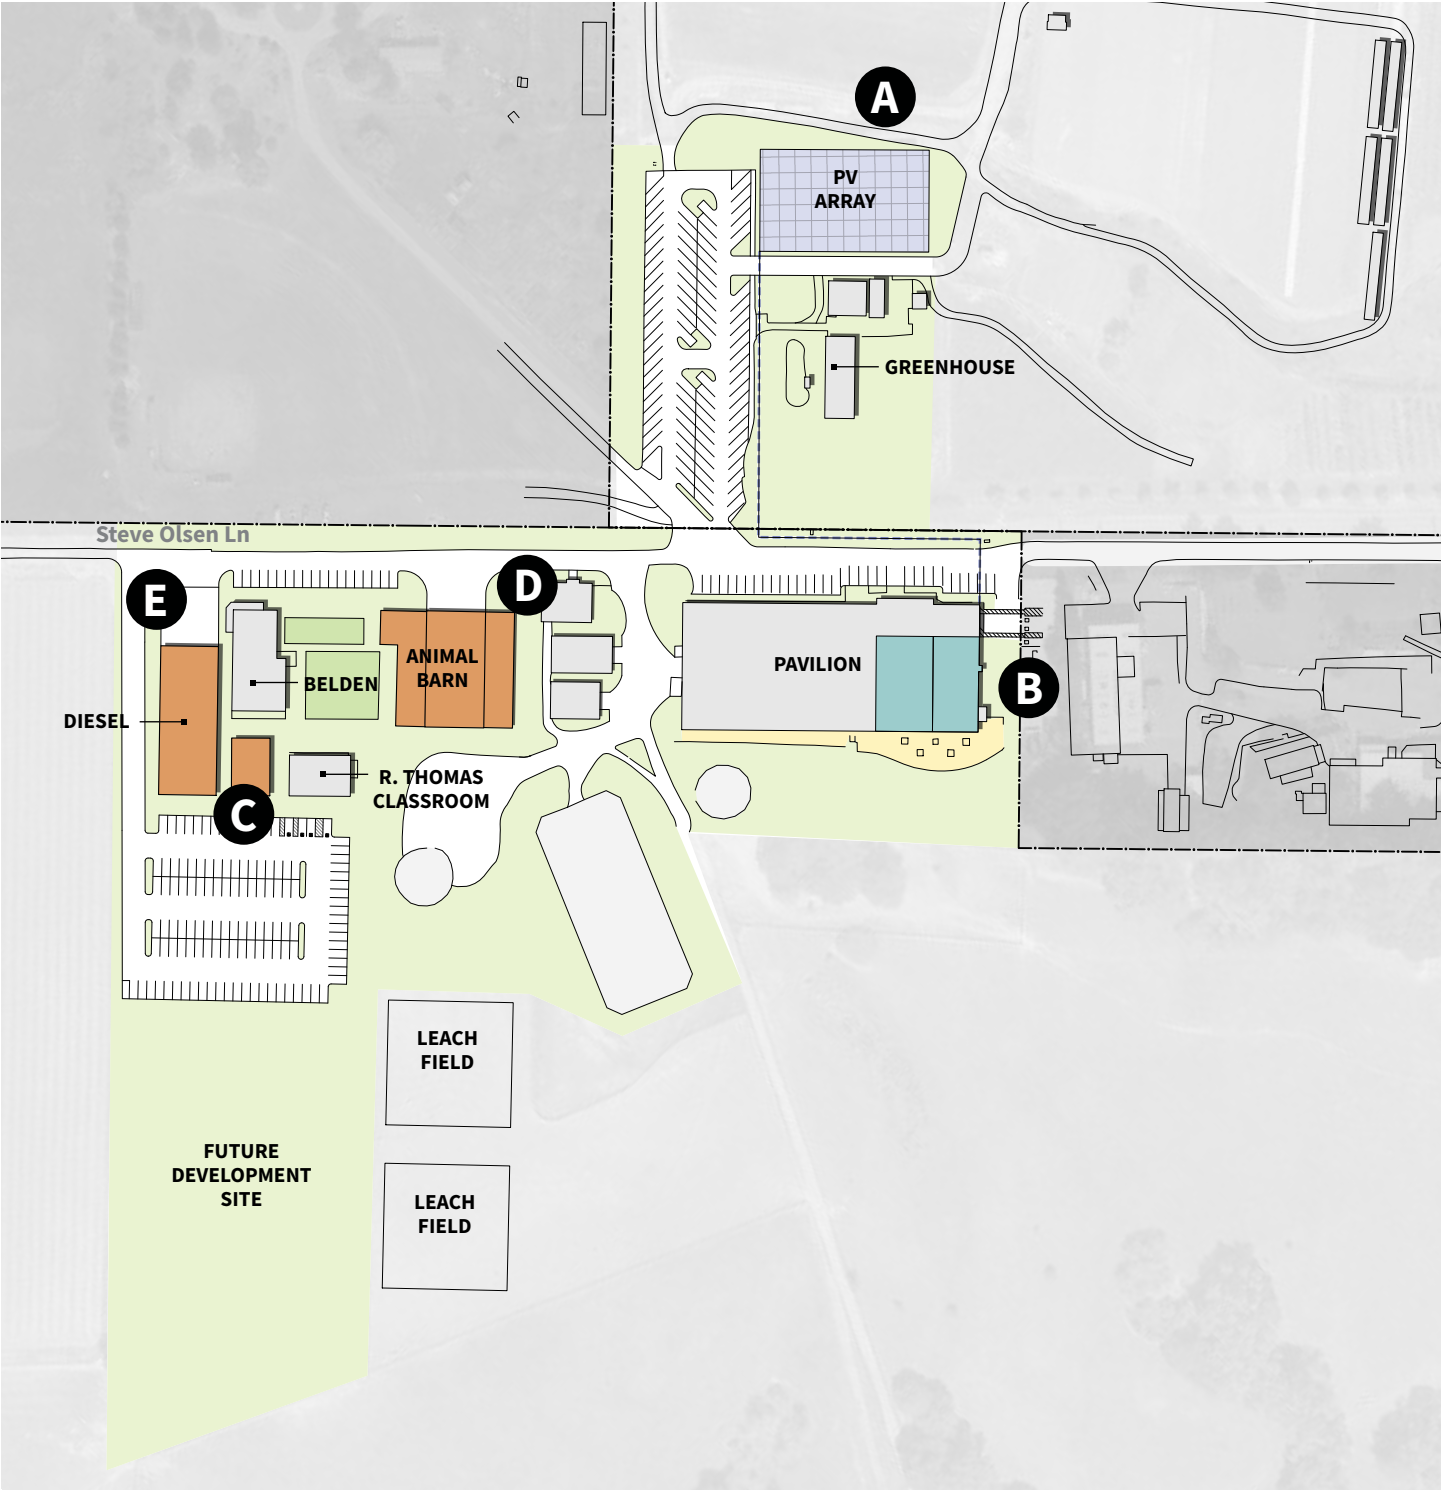 A
PV
ARRAY
GREENHOUSE
Steve Olsen Ln
E
D
ANIMAL
BARN
BELDEN
PAVILION
B
DIESEL
R. THOMAS
CLASSROOM
C
LEACH
FIELD
FUTURE
DEVELOPMENT
SITE
LEACH
FIELD